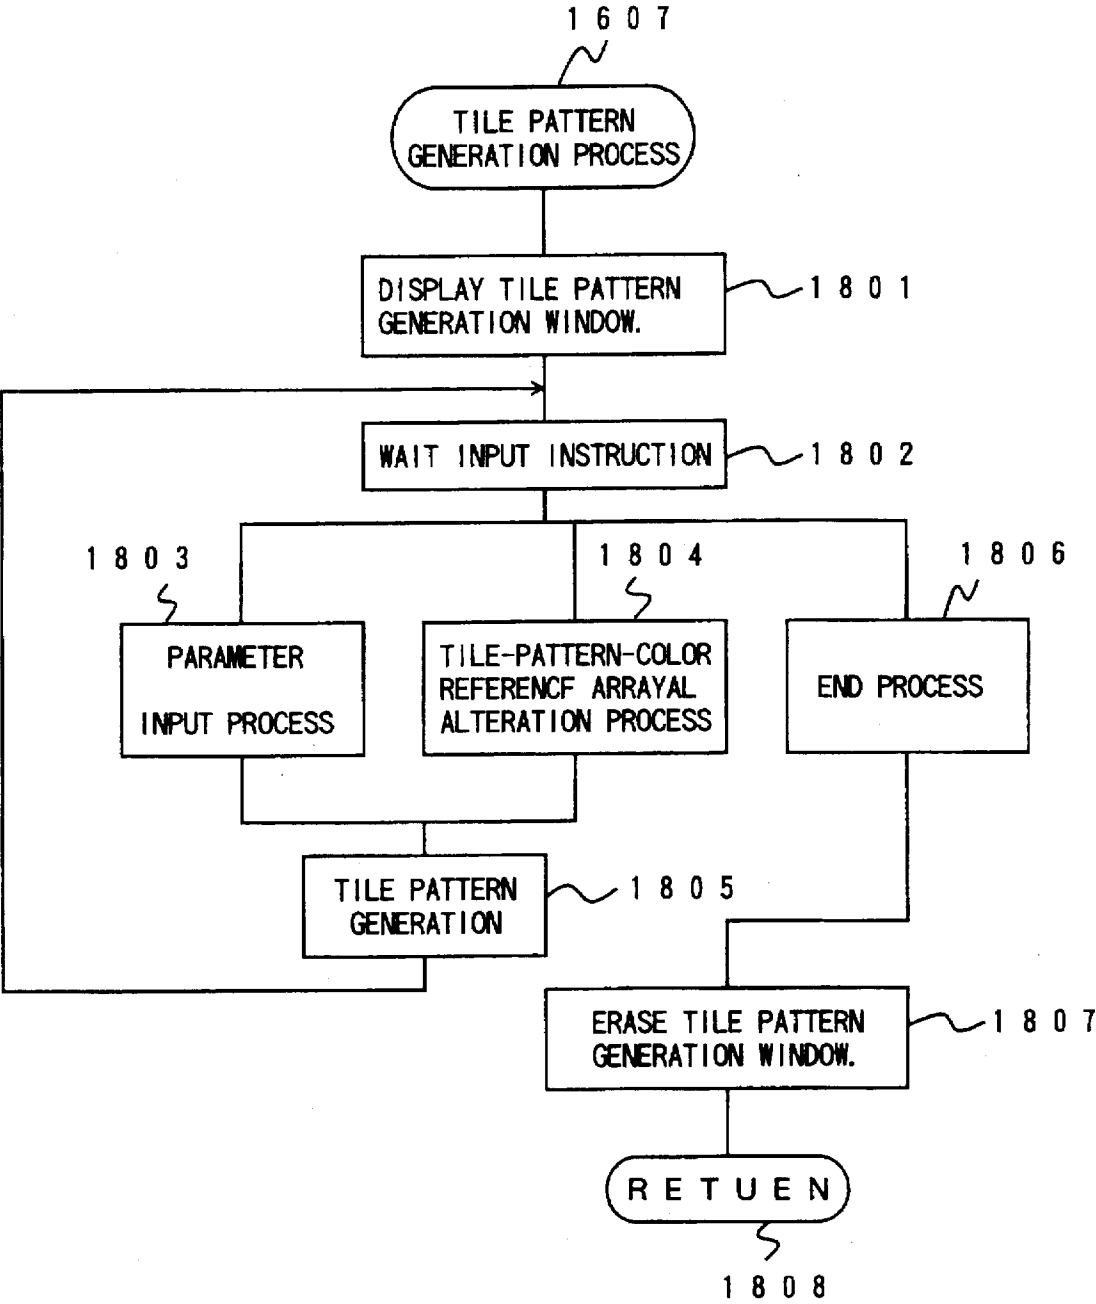 1607
TILE PATTERN
GENERATION PROCESS
DISPLAY TILE PATTERN
GENERATION WINDOW.
1801
WAIT INPUT INSTRUCTION
1802
1803
PARAMETER
INPUT PROCESS
1804
TILE-PATTERN-COLOR
REFERENCF ARRAYAL
ALTERATION PROCESS
1806
END PROCESS
TILE PATTERN
GENERATION
1805
ERASE TILE PATTERN
GENERATION WINDOW.
1807
RETUEN
1808